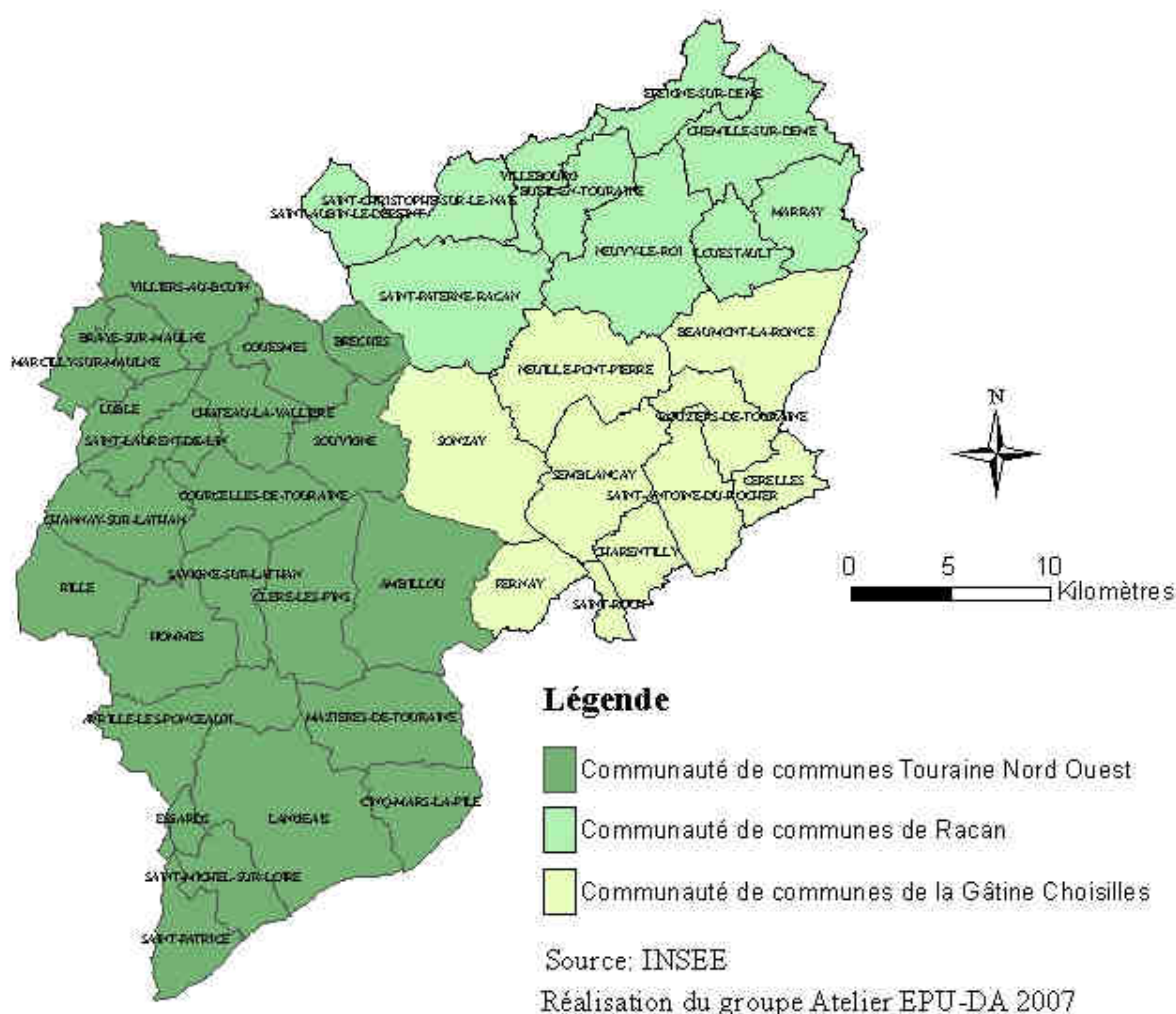 EPEIGNE-SUR-DEME
CHEMILLE-SUR-DEME
VILLEBOURG
BUEIL-EN-TOURAINE
SAINT-CHRISTOPHE-SUR-LE-NAIS
MARRAY
NEUVY-LE-ROI
LOUESTAULT
SAINT-PATERNE-RACAN
VILLIERS-AU-BOUIN
BEAUMONT-LA-RONCE
BRAYE-SUR-MAULNE
COUESMES
BRECHES
MARCILLY-SUR-MAULNE
NEUILLE-PONT-PIERRE
LUBLE
CHATEAU-LA-VALLIERE
ROUZIERS-DE-TOURAINE
SAINT-LAURENT-DE-LIN
SOUVIGNE
SONZAY
N
SEMBLANCAY
CERELLES
COURCELLES-DE-TOURAINE
SAINT-ANTOINE-DU-ROCHER
CHANNAY-SUR-LATHAN
CHARENTILLY
0 5 10
Kilomètres
SAVIGNE-SUR-LATHAN
RILLE
AMBILLOU
PERNAY
CLERS-LES-PINS
SAINT-ROCH
HOMMES
Légende
AVRILLE-LES-PONCEAUX
MAZIERES-DE-TOURAINE
Communauté de communes Touraine Nord Ouest
CINQ-MARS-LA-PILE
ESSARDS
LANGEAIS
Communauté de communes de Racan
SAINT-MICHEL-SUR-LOIRE
Communauté de communes de la Gâtine Choisilles
SAINT-PATRICE
Source: INSEE
Réalisation du groupe Atelier EPU-DA 2007